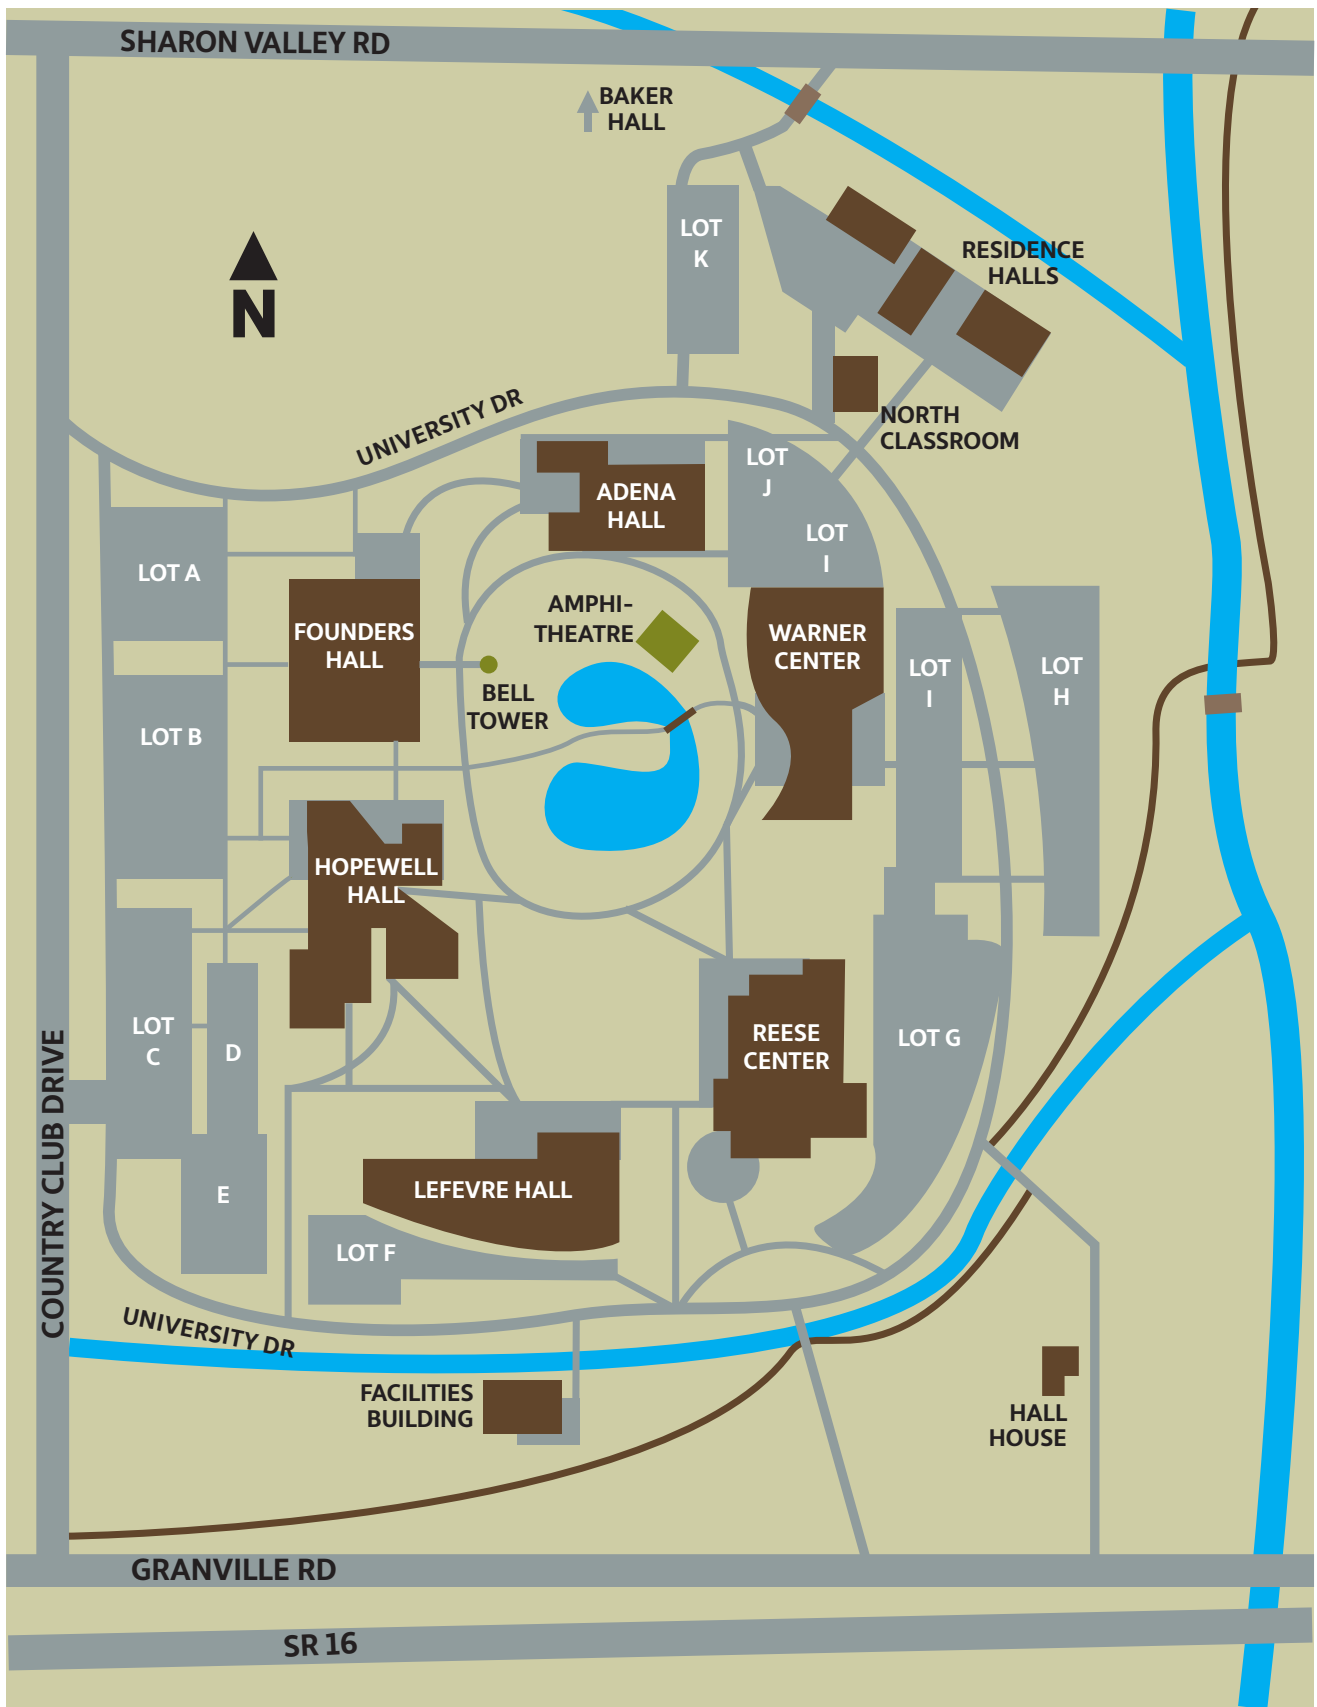 SHARON VALLEY RD
BAKER
HALL
LOT
K
RESIDENCE
HALLS
N
UNIVERSITY DR
NORTH
CLASSROOM
LOT
J
ADENA
HALL
LOT
I
LOT A
AMPHI-
THEATRE
FOUNDERS
HALL
WARNER
CENTER
LOT
I
LOT
H
BELL
TOWER
LOT B
HOPEWELL
HALL
LOT
C
D
REESE
CENTER
LOT G
COUNTRY CLUB DRIVE
E
LEFEVRE HALL
LOT F
UNIVERSITY DR
FACILITIES
BUILDING
HALL
HOUSE
GRANVILLE RD
SR 16